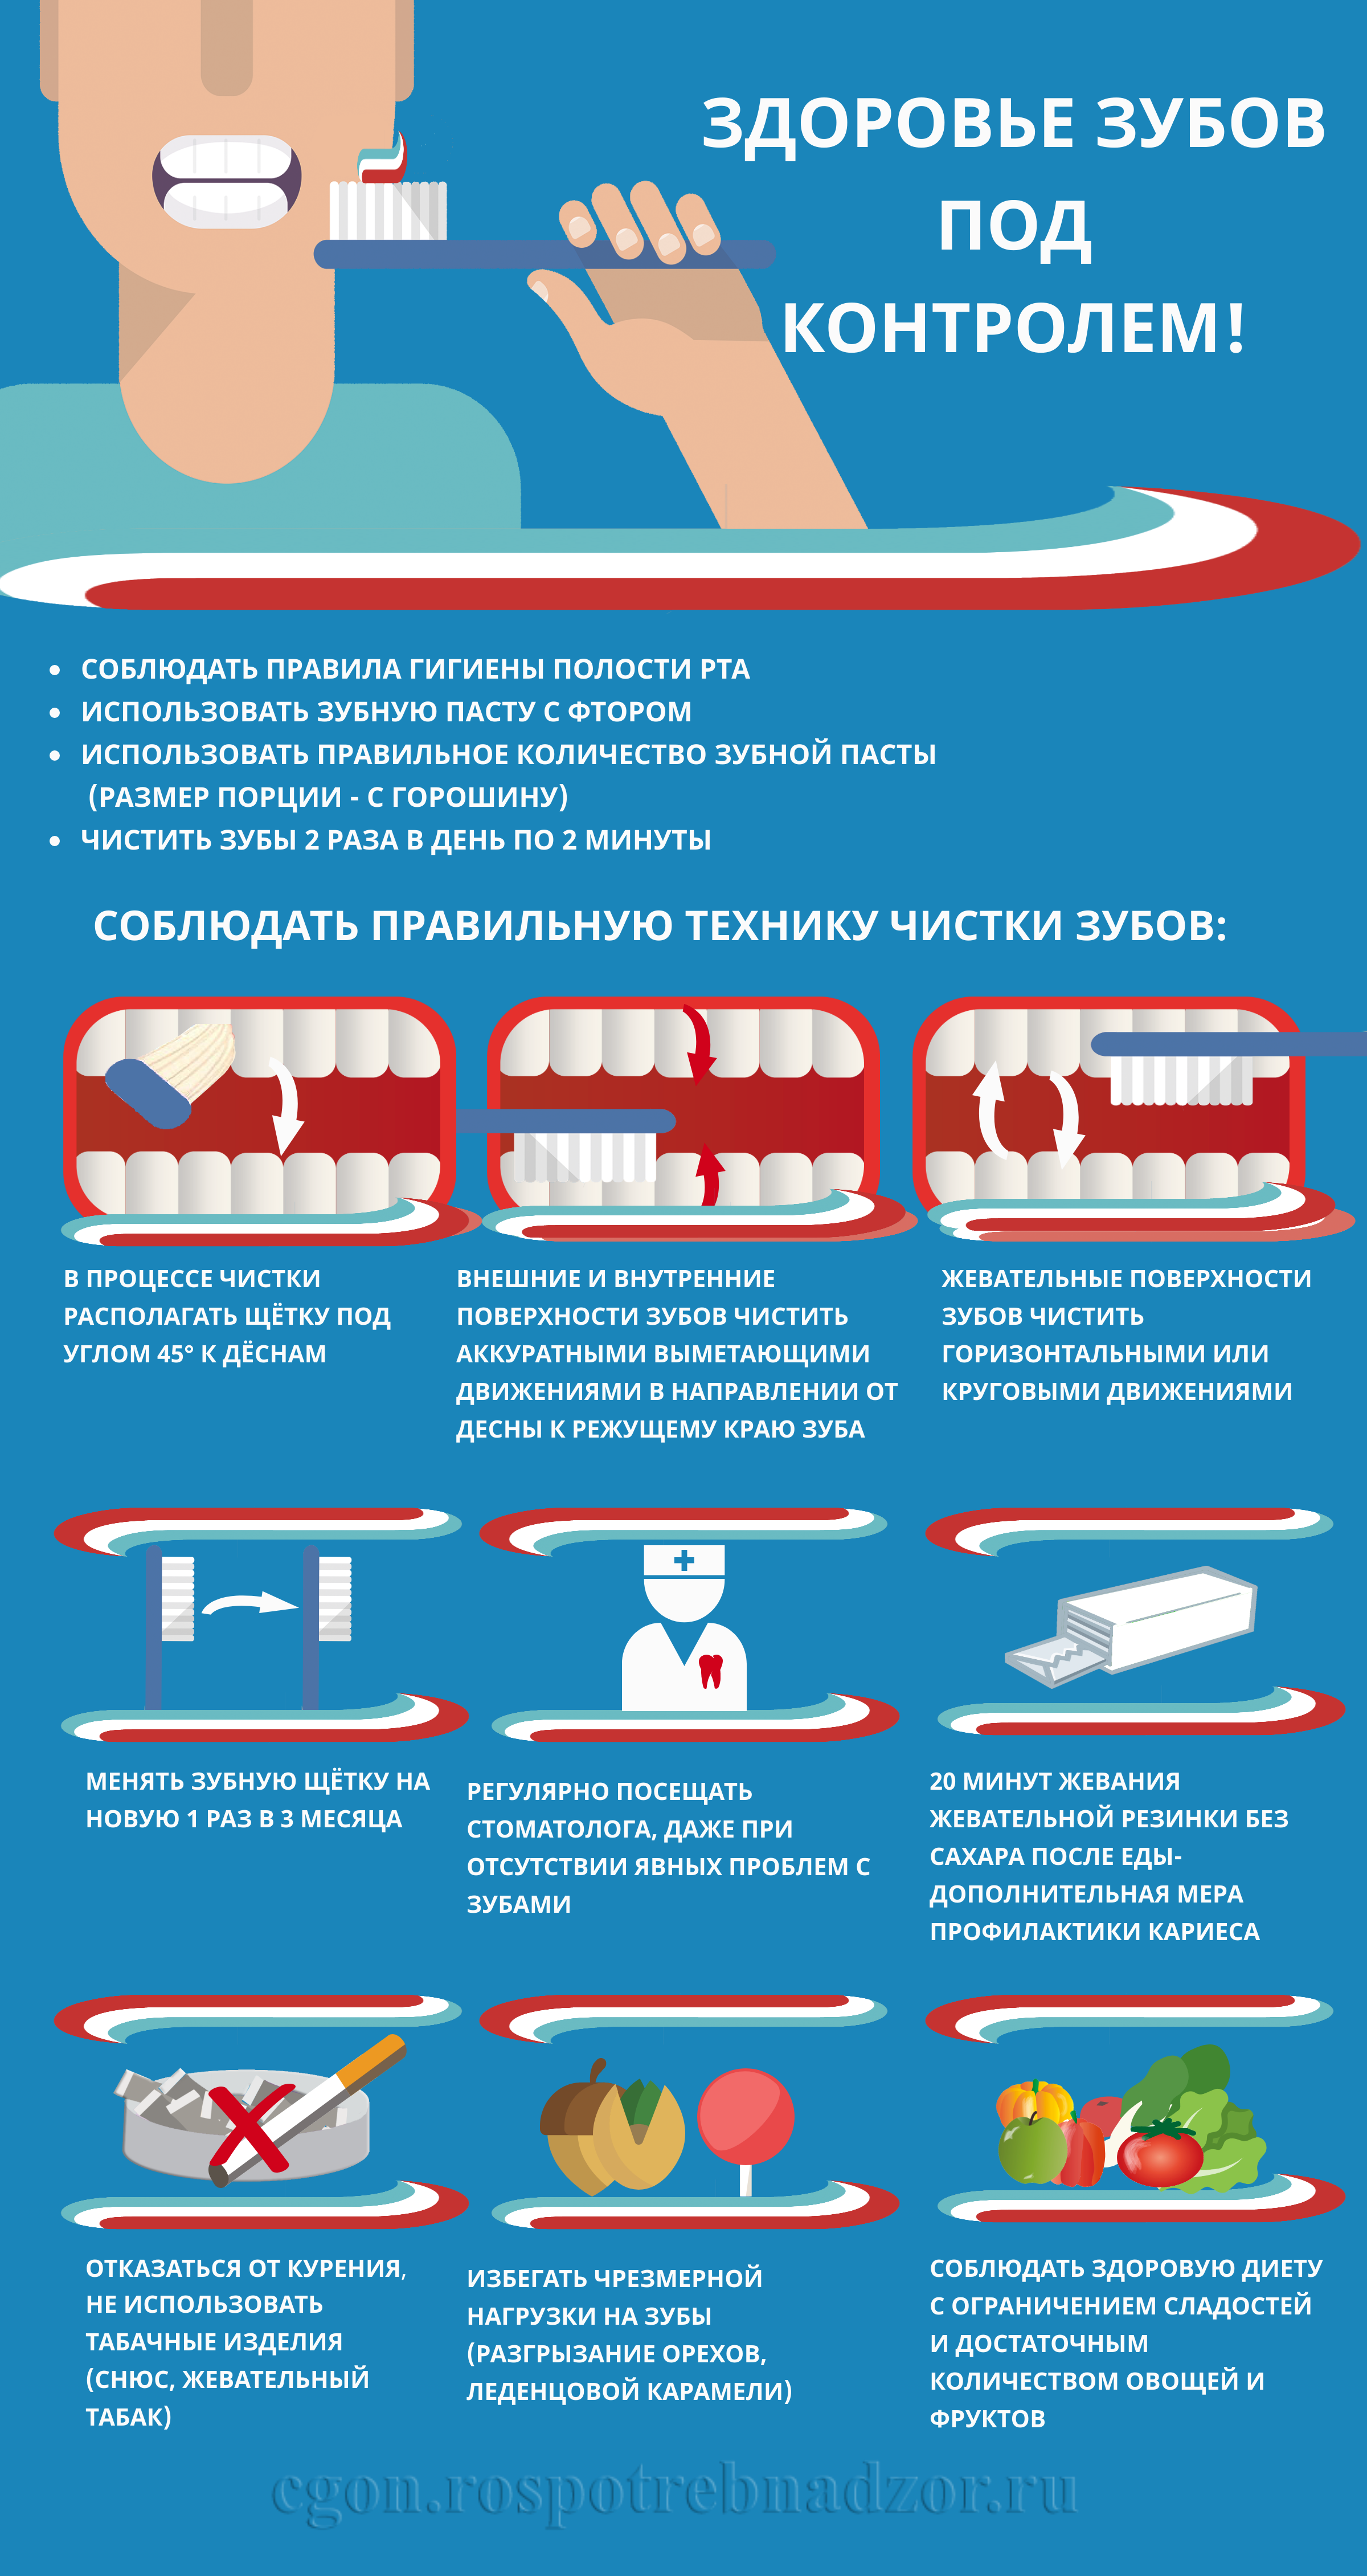 ЗДОРОВЬЕ ЗУБОВ
ПОД
КОНТРОЛЕМ!
• СОБЛЮДАТЬ ПРАВИЛА ГИГИЕНЫ ПОЛОСТИ РТА
• ИСПОЛЬЗОВАТЬ ЗУБНУЮ ПАСТУ С ФТОРОМ
• ИСПОЛЬЗОВАТЬ ПРАВИЛЬНОЕ КОЛИЧЕСТВО ЗУБНОЙ ПАСТЫ
(РАЗМЕР ПОРЦИИ - С ГОРОШИНУ)
• ЧИСТИТЬ ЗУБЫ 2 РАЗА В ДЕНЬ ПО 2 МИНУТЫ
СОБЛЮДАТЬ ПРАВИЛЬНУЮ ТЕХНИКУ ЧИСТКИ ЗУБОВ:
В ПРОЦЕССЕ ЧИСТКИ
РАСПОЛАГАТЬ ЩЁТКУ ПОД
УГЛОМ 45° К ДЁСНАМ
ВНЕШНИЕ И ВНУТРЕННИЕ
ПОВЕРХНОСТИ ЗУБОВ ЧИСТИТЬ
АККУРАТНЫМИ ВЫМЕТАЮЩИМИ
ДВИЖЕНИЯМИ В НАПРАВЛЕНИИ ОТ
ДЕСНЫ К РЕЖУЩЕМУ КРАЮ ЗУБА
ЖЕВАТЕЛЬНЫЕ ПОВЕРХНОСТИ
ЗУБОВ ЧИСТИТЬ
ГОРИЗОНТАЛЬНЫМИ ИЛИ
КРУГОВЫМИ ДВИЖЕНИЯМИ
МЕНЯТЬ ЗУБНУЮ ЩЁТКУ НА
НОВУЮ 1 РАЗ В 3 МЕСЯЦА
РЕГУЛЯРНО ПОСЕЩАТЬ
СТОМАТОЛОГА, ДАЖЕ ПРИ
ОТСУТСТВИИ ЯВНЫХ ПРОБЛЕМ С
ЗУБАМИ
20 МИНУТ ЖЕВАНИЯ
ЖЕВАТЕЛЬНОЙ РЕЗИНКИ БЕЗ
САХАРА ПОСЛЕ ЕДЫ-
ДОПОЛНИТЕЛЬНАЯ МЕРА
ПРОФИЛАКТИКИ КАРИЕСА
ОТКАЗАТЬСЯ ОТ КУРЕНИЯ,
НЕ ИСПОЛЬЗОВАТЬ
ТАБАЧНЫЕ ИЗДЕЛИЯ
(СНЮС, ЖЕВАТЕЛЬНЫЙ
ТАБАК)
ИЗБЕГАТЬ ЧРЕЗМЕРНОЙ
НАГРУЗКИ НА ЗУБЫ
(РАЗГРЫЗАНИЕ ОРЕХОВ,
ЛЕДЕНЦОВОЙ КАРАМЕЛИ)
СОБЛЮДАТЬ ЗДОРОВУЮ ДИЕТУ
С ОГРАНИЧЕНИЕМ СЛАДОСТЕЙ
И ДОСТАТОЧНЫМ
КОЛИЧЕСТВОМ ОВОЩЕЙ И
ФРУКТОВ
cgon.rospotrebnadzor.ru